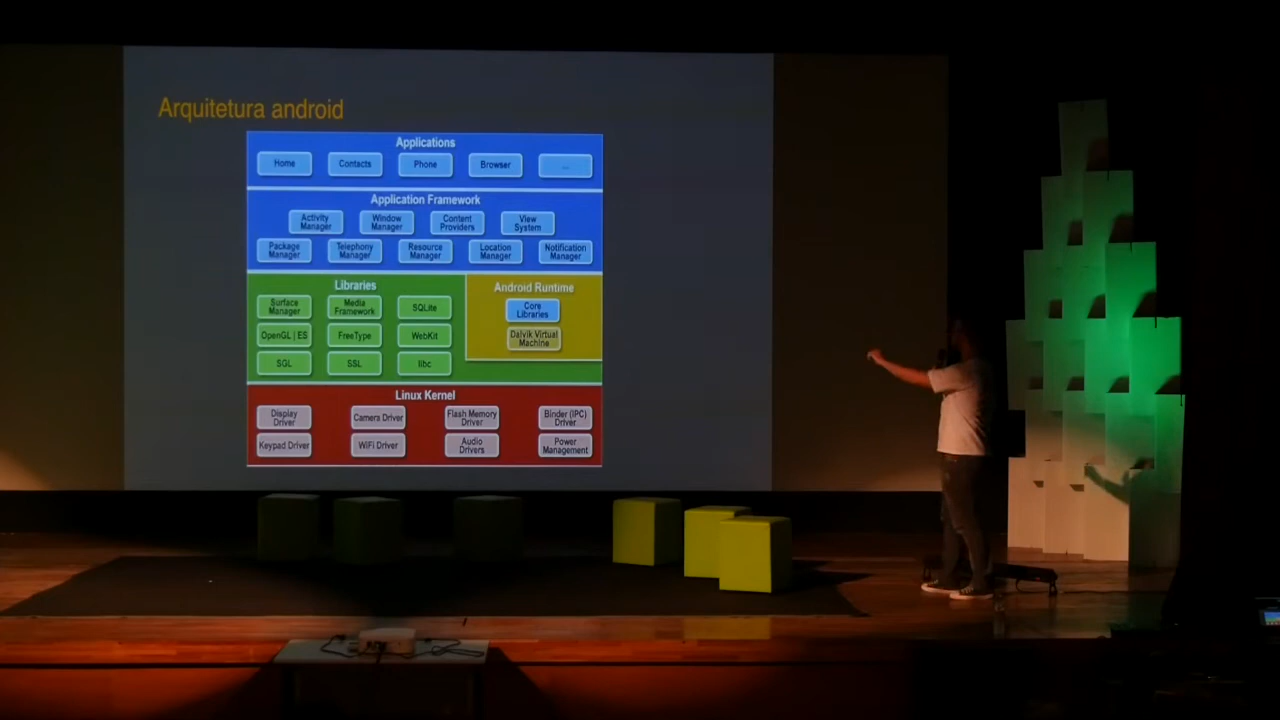 Arquitetura android
Applications
Home Contacts Phone Browser ...
Application Framework
Activity Manager
Window Manager
Content Providers
View System
Package Manager
Telephony Manager
Resource Manager
Location Manager
Notification Manager
Libraries
Surface Manager
Media Framework
SQLite
OpenGL | ES
FreeType
WebKit
SGL
SSL
libc
Android Runtime
Core Libraries
Dalvik Virtual Machine
Linux Kernel
Display Driver
Camera Driver
Flash Memory Driver
Binder (IPC) Driver
Keypad Driver
WiFi Driver
Audio Drivers
Power Management